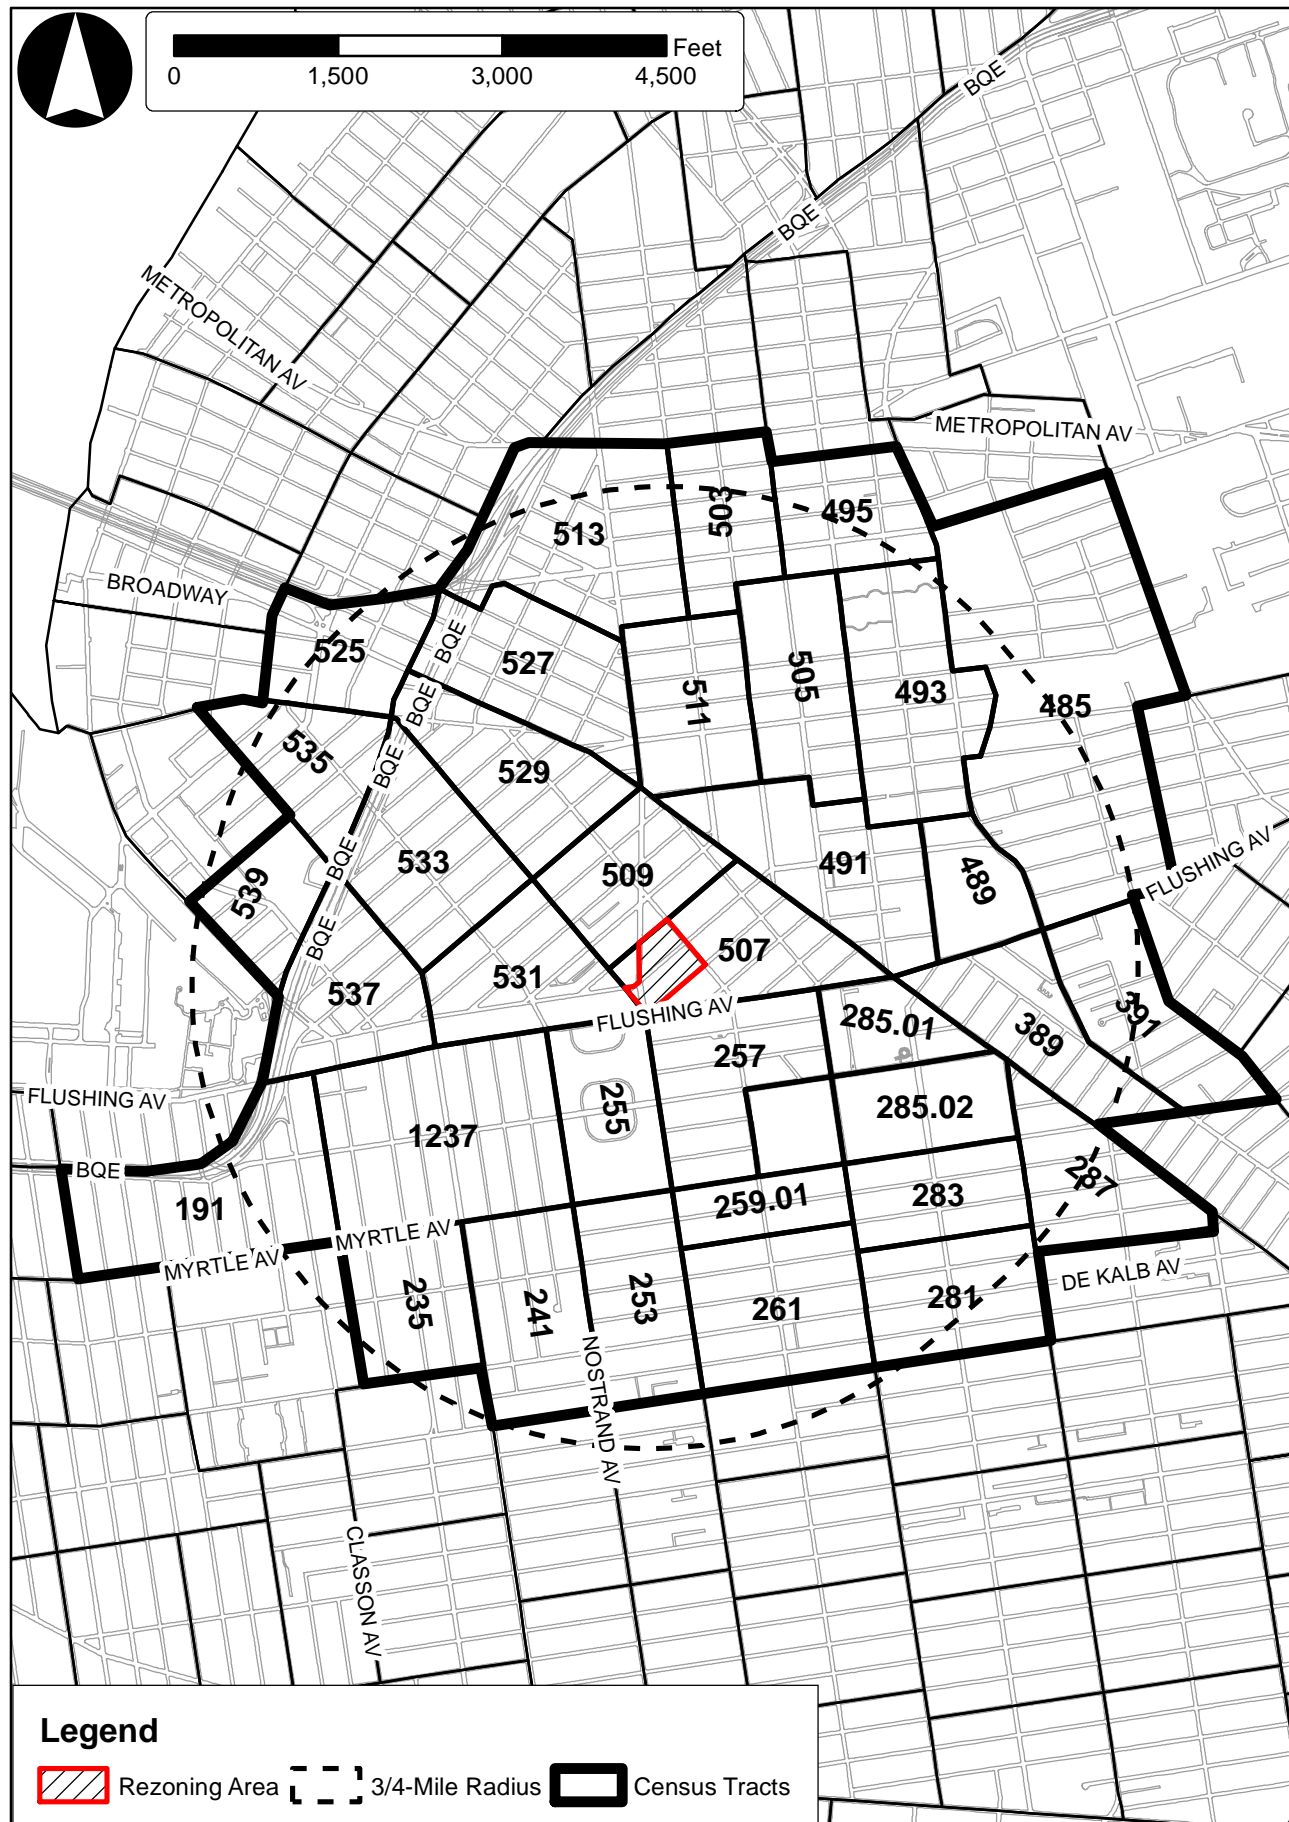 Feet
0 1,500 3,000 4,500
BQE
BQE
METROPOLITAN AV
METROPOLITAN AV
503
495
513
BROADWAY
BQE
525
527
505
511
493
485
BQE
535
529
BQE
533
509
491
489
FLUSHING AV
BQE
539
BQE
507
531
537
FLUSHING AV
285.01
391
389
257
FLUSHING AV
255
285.02
1237
BQE
287
191
259.01
283
MYRTLE AV
MYRTLE AV
DE KALB AV
235
241
253
261
281
NOSTRAND AV
CLASSON AV
Legend
Rezoning Area 3/4-Mile Radius Census Tracts